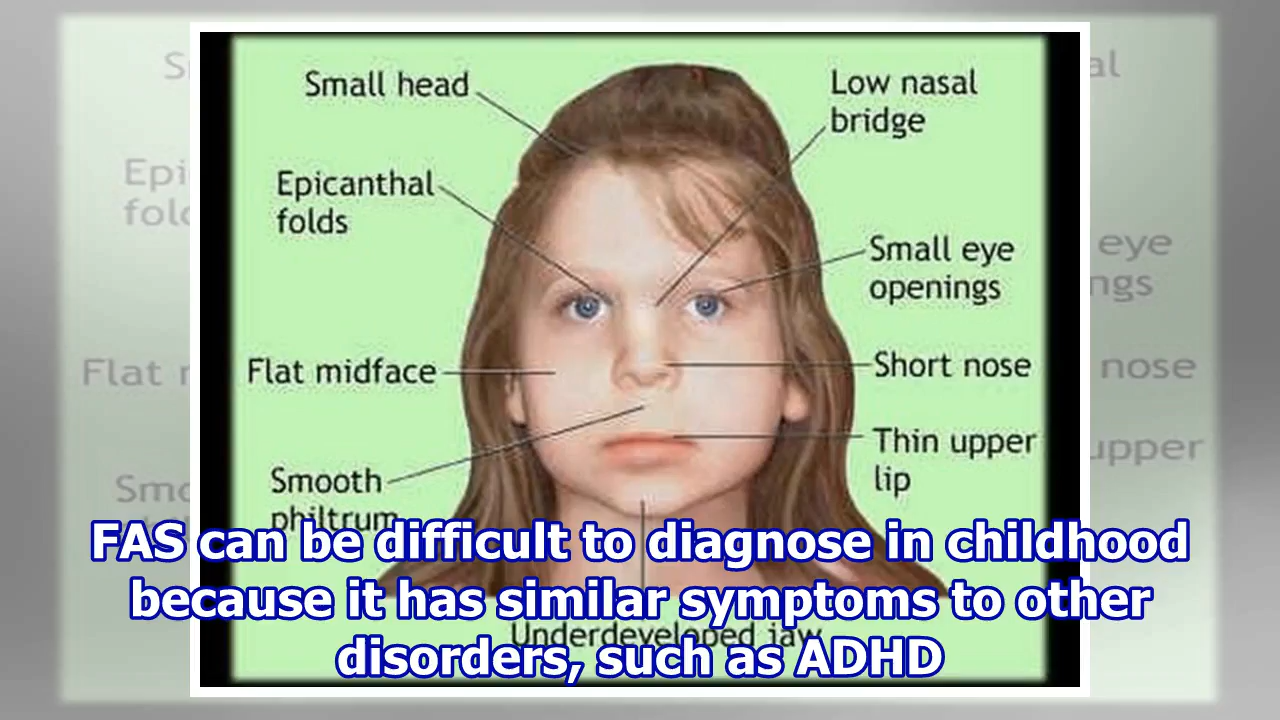 Small head
Low nasal
bridge
Epicanthal
folds
Small eye
openings
Flat midface
Short nose
Thin upper
lip
Smooth
philtrum
Underdeveloped jaw
FAS can be difficult to diagnose in childhood
because it has similar symptoms to other
disorders, such as ADHD